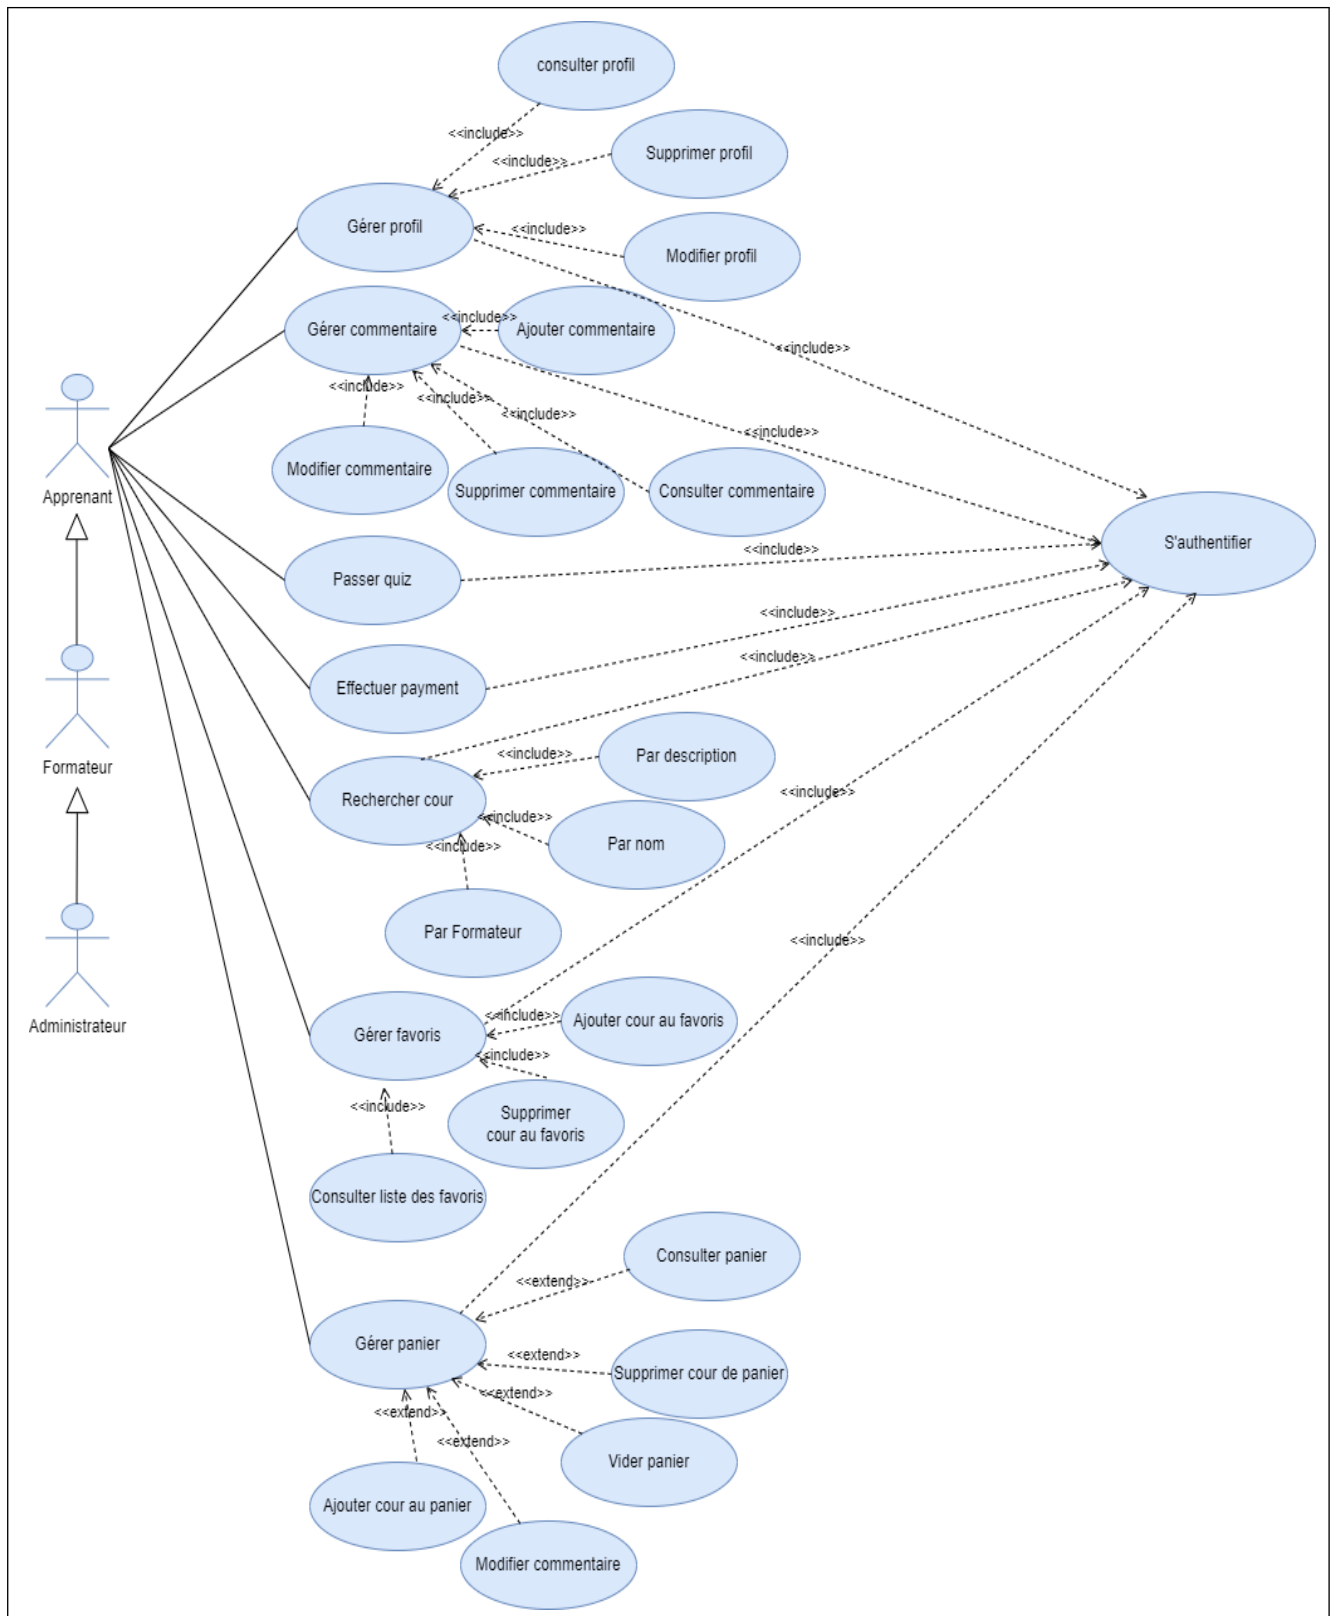 consulter profil
<<include>>
Supprimer profil
<<include>>
Gérer profil
<<include>>
Modifier profil
<<include>>
Gérer commentaire
<<include>>
Ajouter commentaire
<<include>>
<<include>>
<<include>>
<<include>>
<<include>>
Modifier commentaire
Supprimer commentaire
Consulter commentaire
Apprenant
S'authentifier
<<include>>
Passer quiz
<<include>>
<<include>>
Effectuer payment
Formateur
<<include>>
Par description
Rechercher cour
<<include>>
<<include>>
<<include>>
Par nom
Par Formateur
<<include>>
Administrateur
Gérer favoris
<<include>>
Ajouter cour au favoris
<<include>>
<<include>>
Supprimer
cour au favoris
Consulter liste des favoris
Consulter panier
<<extend>>
Gérer panier
<<extend>>
Supprimer cour de panier
<<extend>>
<<extend>>
<<extend>>
Vider panier
Ajouter cour au panier
Modifier commentaire